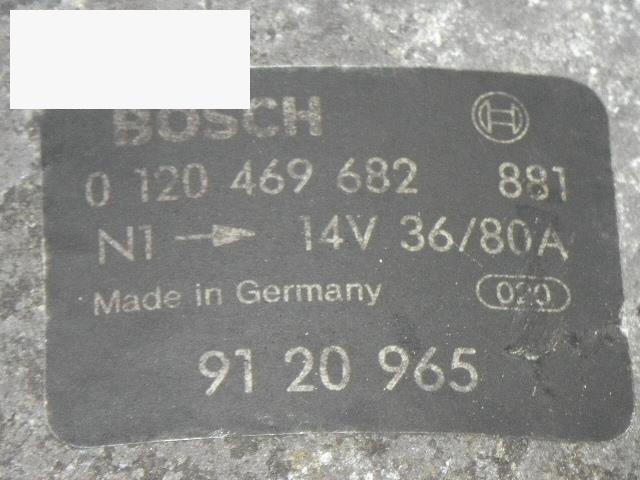 BOSCH
0 120 469 682 881
N1 → 14V 36/80A
Made in Germany 020
91 20 965